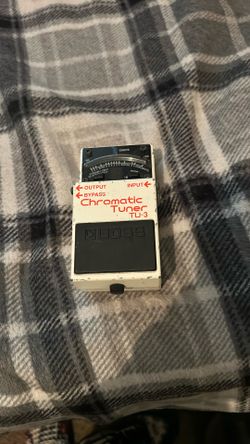 OUTPUT
INPUT
BYPASS
Chromatic
Tuner
TU-3
BOSS